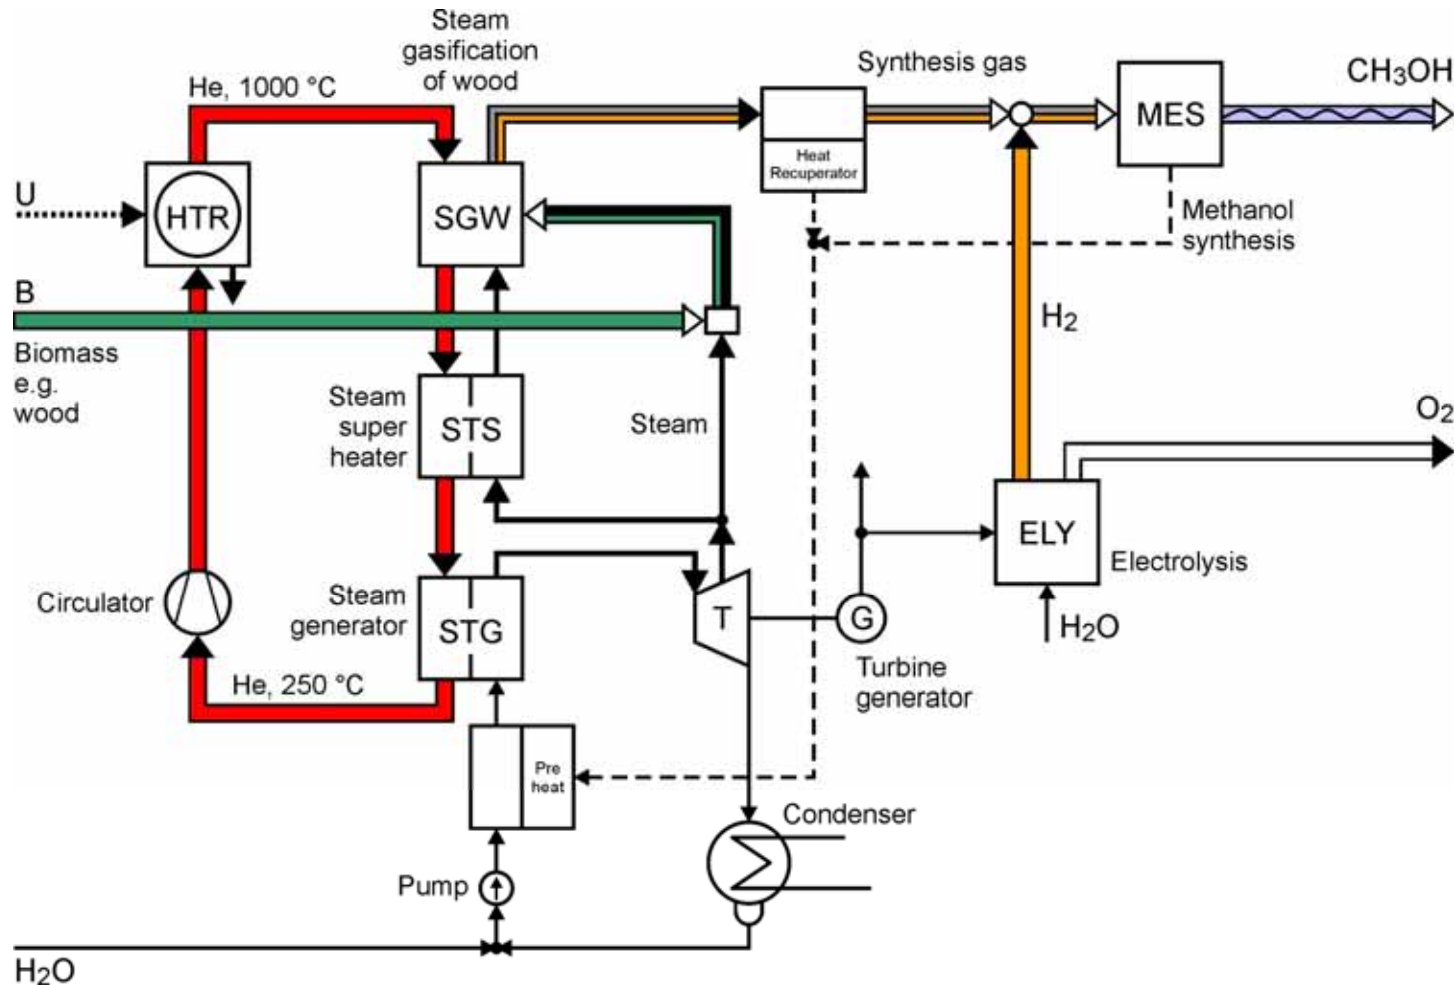 Steam
gasification
of wood
He, 1000 °C
Synthesis gas
CH3OH
MES
Heat
Recuperator
U
HTR
SGW
Methanol
synthesis
B
H2
Biomass
e.g.
wood
Steam
super
heater
STS
Steam
O2
ELY
Electrolysis
Circulator
Steam
generator
STG
T
G
H2O
He, 250 °C
Turbine
generator
Pre
heat
Condenser
Pump
H2O